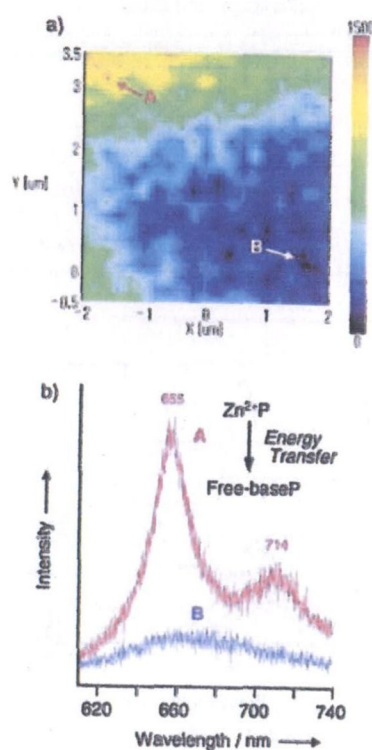 a)
1500
3.5
3
2
1
0
-0.5
Y [um]
A
B
-2
-1
0
1
2
X [um]
0
b)
655
Zn²⁺P
A
Energy
Transfer
Free-baseP
714
B
Intensity
620
660
700
740
Wavelength / nm